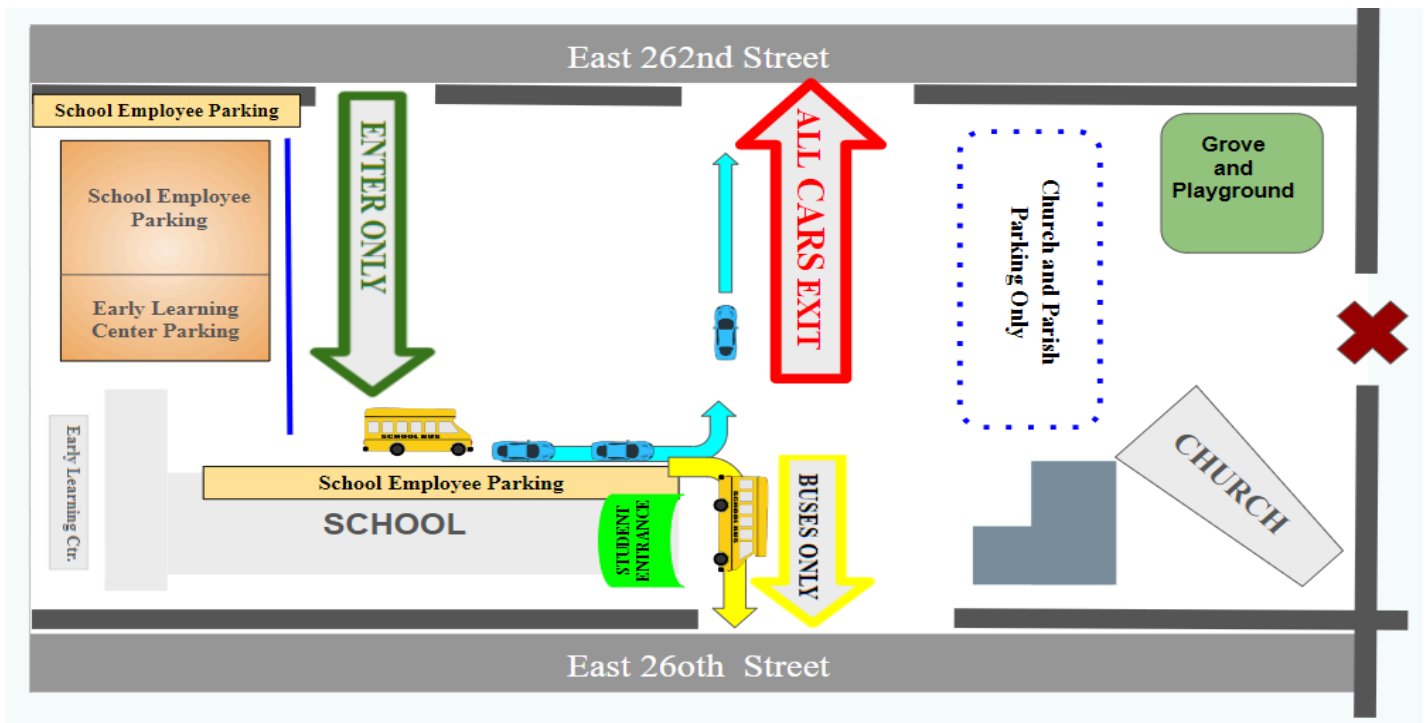 East 262nd Street
School Employee Parking
ENTER ONLY
ALL CARS EXIT
School Employee
Parking
Early Learning
Center Parking
Church and Parish
Parking Only
Grove
and
Playground
SCHOOL BUS
School Employee Parking
SCHOOL
STUDENT
ENTRANCE
SCHOOL BUS
BUSES ONLY
Early Learning Ctr.
CHURCH
East 26oth Street